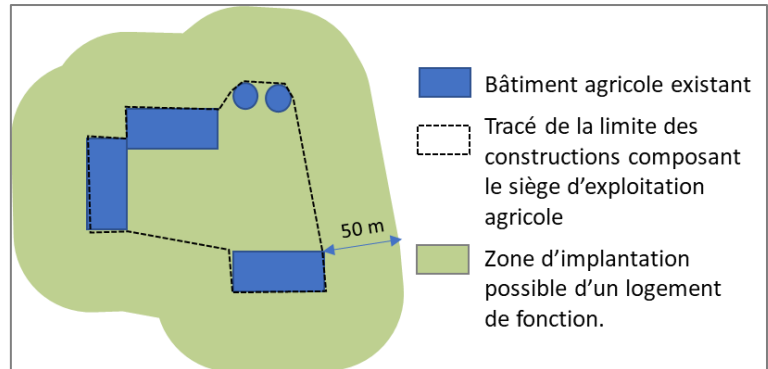 Bâtiment agricole existant
Tracé de la limite des
constructions composant
le siège d'exploitation
agricole
50 m
Zone d'implantation
possible d'un logement
de fonction.